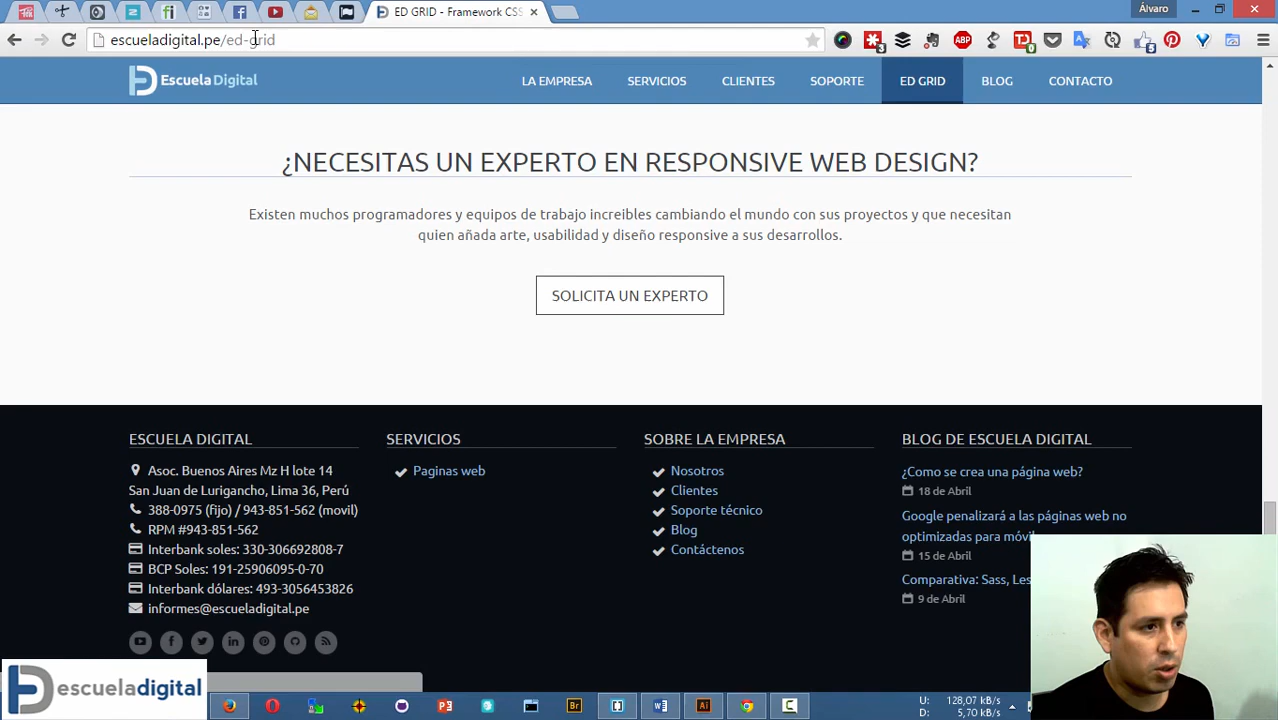 ED GRID - Framework CSS
Álvaro
escueladigital.pe/ed-grid
Escuela Digital
LA EMPRESA
SERVICIOS
CLIENTES
SOPORTE
ED GRID
BLOG
CONTACTO
¿NECESITAS UN EXPERTO EN RESPONSIVE WEB DESIGN?
Existen muchos programadores y equipos de trabajo increibles cambiando el mundo con sus proyectos y que necesitan
quien añada arte, usabilidad y diseño responsive a sus desarrollos.
SOLICITA UN EXPERTO
ESCUELA DIGITAL
Asoc. Buenos Aires Mz H lote 14
San Juan de Lurigancho, Lima 36, Perú
388-0975 (fijo) / 943-851-562 (movil)
RPM #943-851-562
Interbank soles: 330-306692808-7
BCP Soles: 191-25906095-0-70
Interbank dólares: 493-3056453826
informes@escueladigital.pe
SERVICIOS
Paginas web
SOBRE LA EMPRESA
Nosotros
Clientes
Soporte técnico
Blog
Contáctenos
BLOG DE ESCUELA DIGITAL
¿Como se crea una página web?
18 de Abril
Google penalizará a las páginas web no
optimizadas para móvil
15 de Abril
Comparativa: Sass, Les
9 de Abril
escueladigital
U: 128,07 kB/s
D: 5,70 kB/s